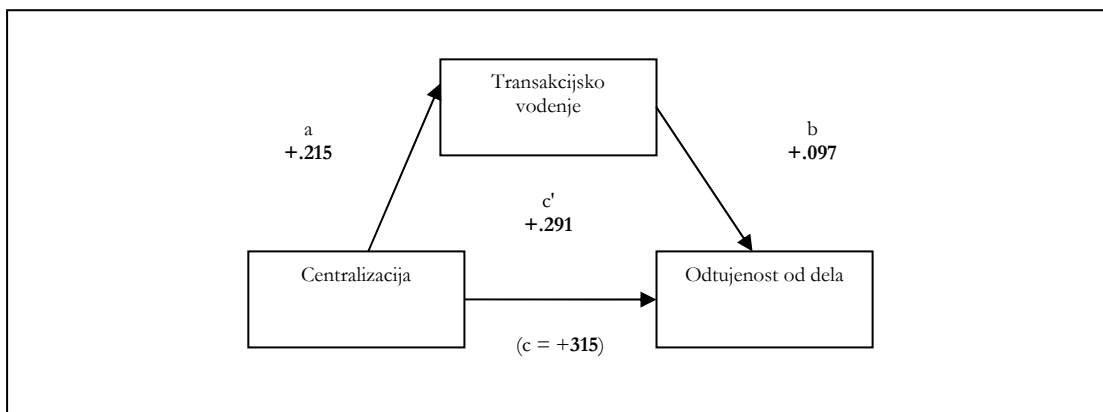 Transakcijsko
vodenje
a
+.215
b
+.097
c'
+.291
Centralizacija
Odtujenost od dela
(c = +315)